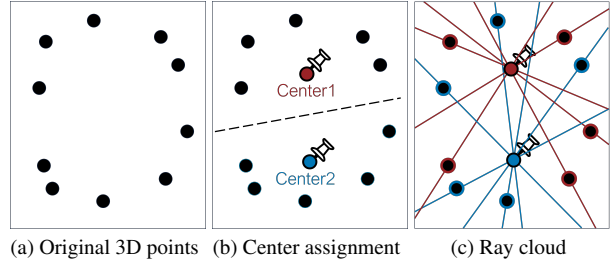 Center1
Center2
(a) Original 3D points (b) Center assignment (c) Ray cloud